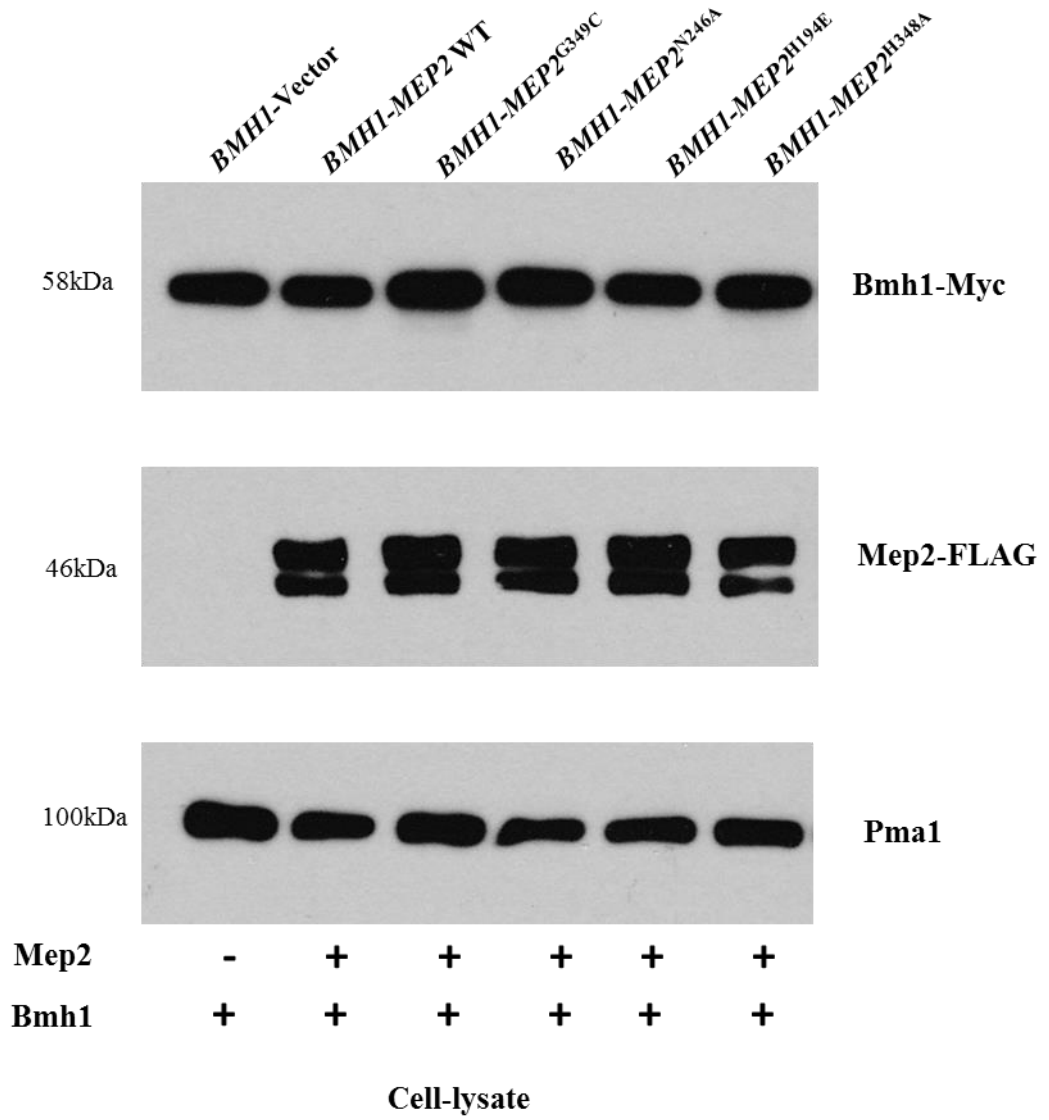 BMH1-Vector
BMH1-MEP2 WT
BMH1-MEP2G349C
BMH1-MEP2N246A
BMH1-MEP2H194E
BMH1-MEP2H348A
58kDa
Bmh1-Myc
46kDa
Mep2-FLAG
100kDa
Pma1
Mep2 - + + + + +
Bmh1 + + + + + +
Cell-lysate